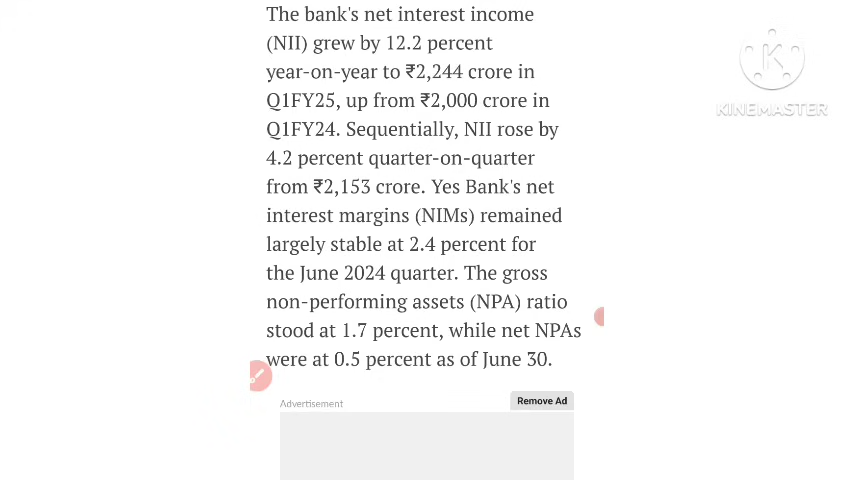 The bank's net interest income
(NII) grew by 12.2 percent
year-on-year to ₹2,244 crore in
Q1FY25, up from ₹2,000 crore in
Q1FY24. Sequentially, NII rose by
4.2 percent quarter-on-quarter
from ₹2,153 crore. Yes Bank's net
interest margins (NIMs) remained
largely stable at 2.4 percent for
the June 2024 quarter. The gross
non-performing assets (NPA) ratio
stood at 1.7 percent, while net NPAs
were at 0.5 percent as of June 30.
Advertisement
Remove Ad
K
KINEMASTER